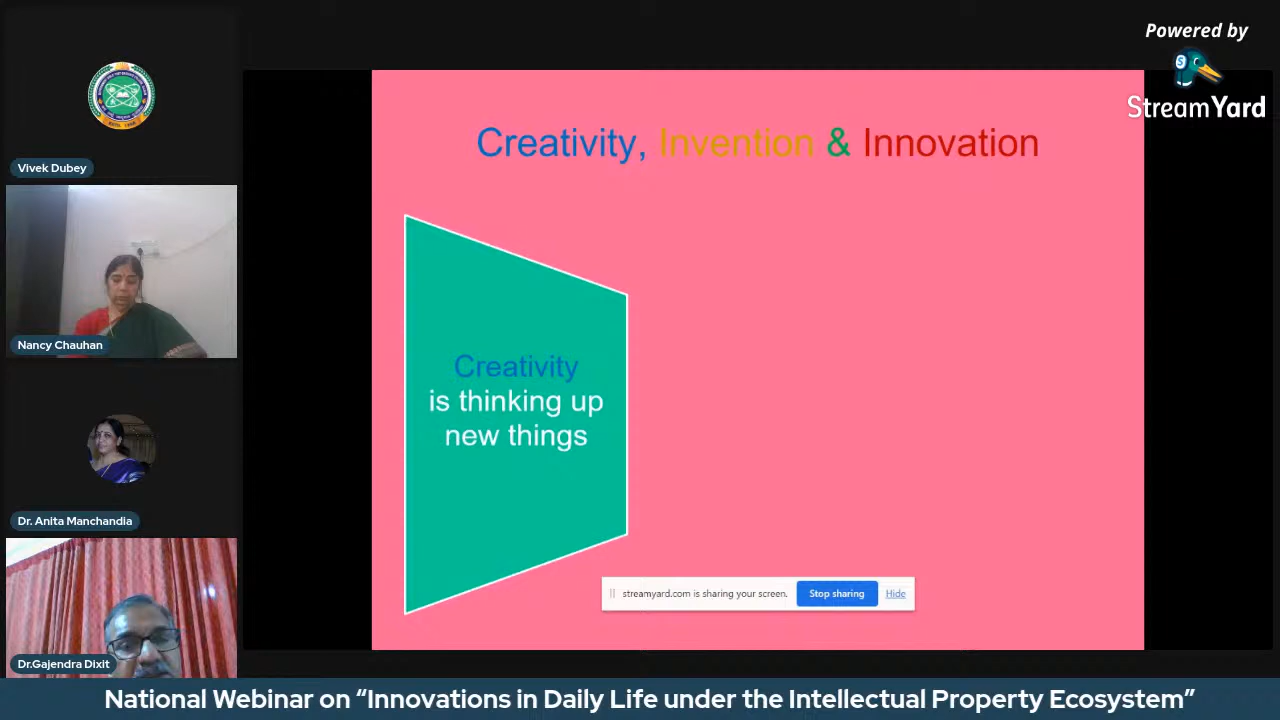 Powered by
StreamYard
Vivek Dubey
Nancy Chauhan
Dr. Anita Manchandia
Dr.Gajendra Dixit
Creativity, Invention & Innovation
Creativity
is thinking up
new things
streamyard.com is sharing your screen.
Stop sharing
Hide
National Webinar on “Innovations in Daily Life under the Intellectual Property Ecosystem”